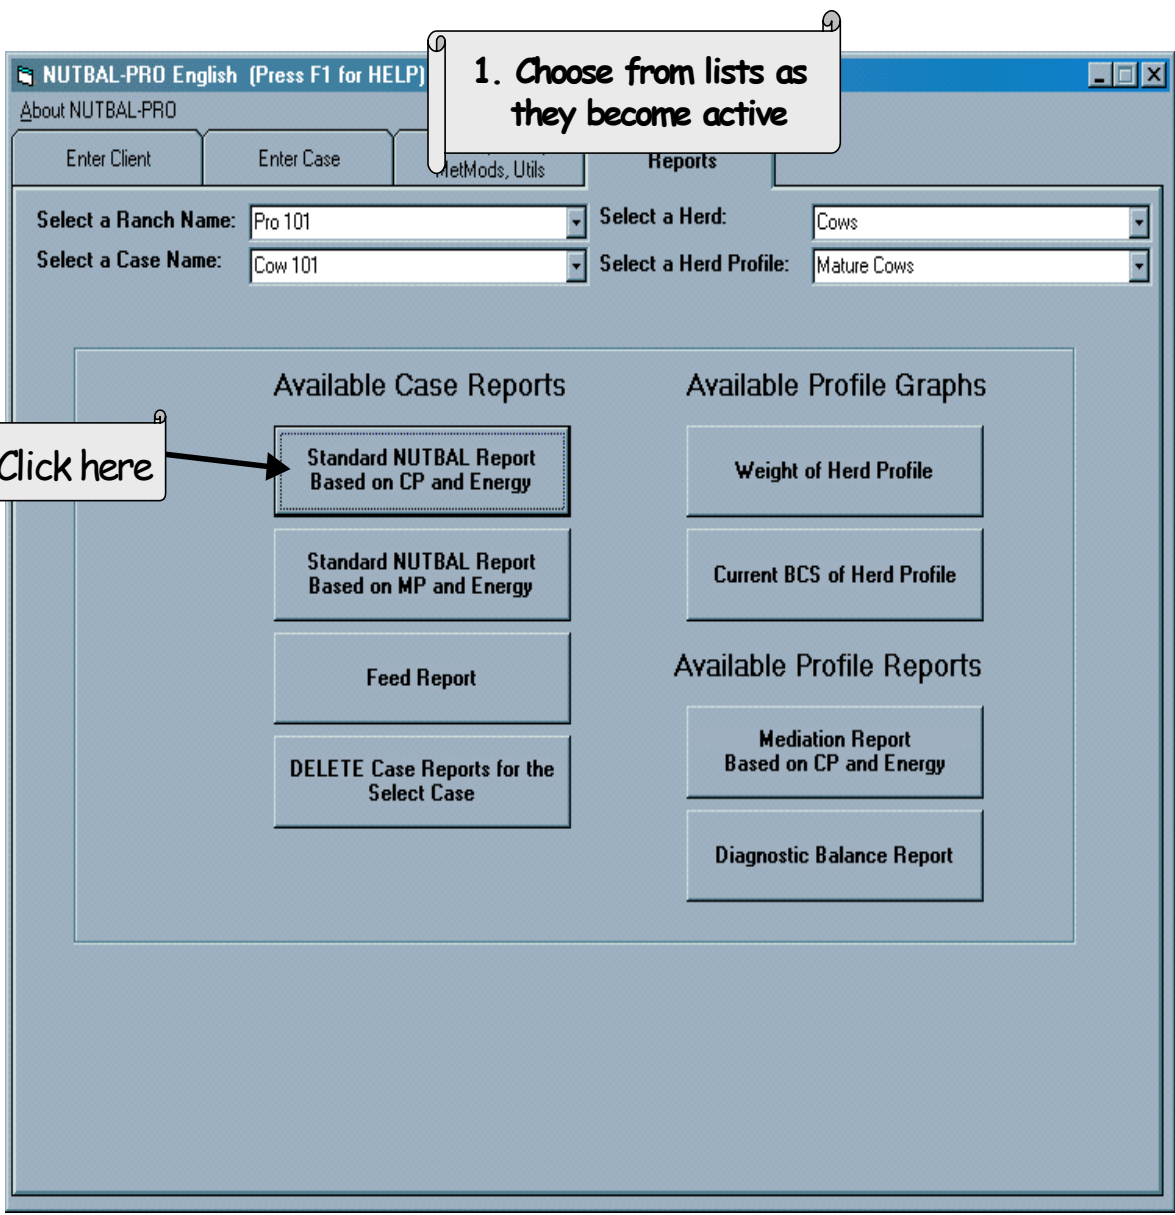 1. Choose from lists as
they become active
NUTBAL-PRO English (Press F1 for HELP)
About NUTBAL-PRO
Enter Client
Enter Case
MetMods, Utils
Reports
Select a Ranch Name:
Pro 101
Select a Herd:
Cows
Select a Case Name:
Cow 101
Select a Herd Profile:
Mature Cows
Available Case Reports
Available Profile Graphs
Click here
Standard NUTBAL Report
Based on CP and Energy
Weight of Herd Profile
Standard NUTBAL Report
Based on MP and Energy
Current BCS of Herd Profile
Feed Report
Available Profile Reports
DELETE Case Reports for the
Select Case
Mediation Report
Based on CP and Energy
Diagnostic Balance Report